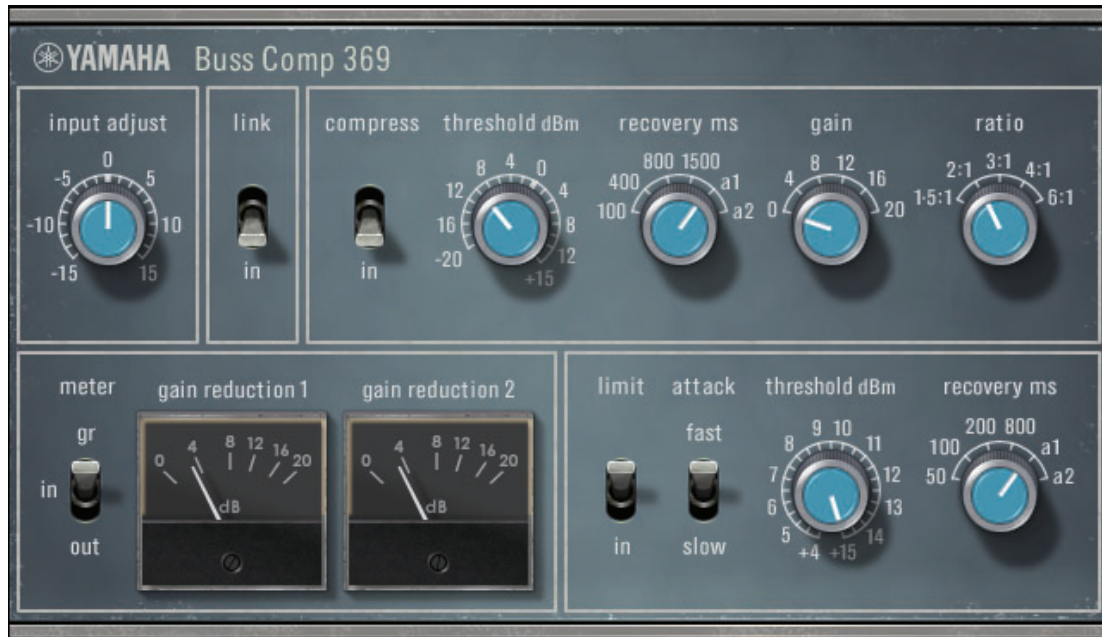 YAMAHA Buss Comp 369
input adjust
0
-5 5
-10 10
-15 15
link
in
compress
in
threshold dBm
4
8 0
12 4
16 8
-20 12
+15
recovery ms
800 1500
400 a1
100 a2
gain
8 12
4 16
0 20
ratio
3:1
2:1 4:1
1·5:1 6:1
meter
gr
in
out
gain reduction 1
0 4 8 12 16 20
dB
gain reduction 2
0 4 8 12 16 20
dB
limit
in
attack
fast
slow
threshold dBm
9 10
8 11
7 12
6 13
5 14
+4 +15
recovery ms
200 800
100 a1
50 a2